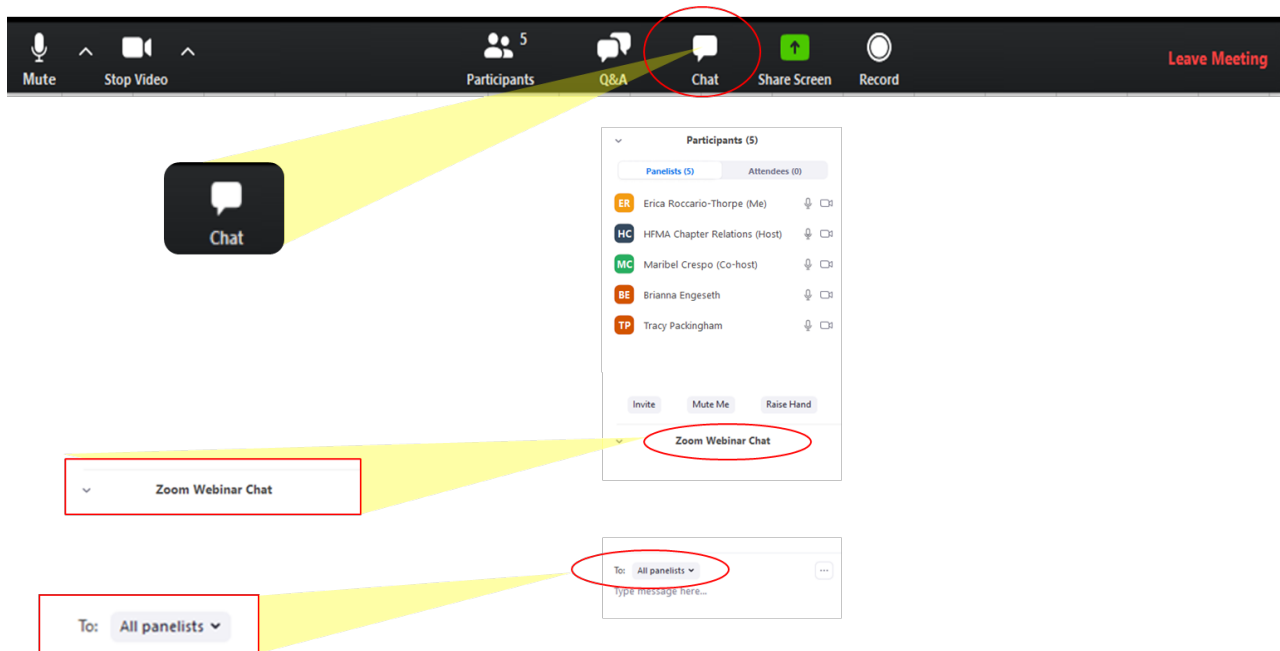 5
Mute Stop Video Participants Q&A Chat Share Screen Record Leave Meeting
Chat
Participants (5)
Panelists (5) Attendees (0)
ER Erica Roccario-Thorpe (Me)
HC HFMA Chapter Relations (Host)
MC Maribel Crespo (Co-host)
BE Brianna Engeseth
TP Tracy Packingham
Invite Mute Me Raise Hand
Zoom Webinar Chat
Zoom Webinar Chat
To: All panelists
Type message here...
To: All panelists